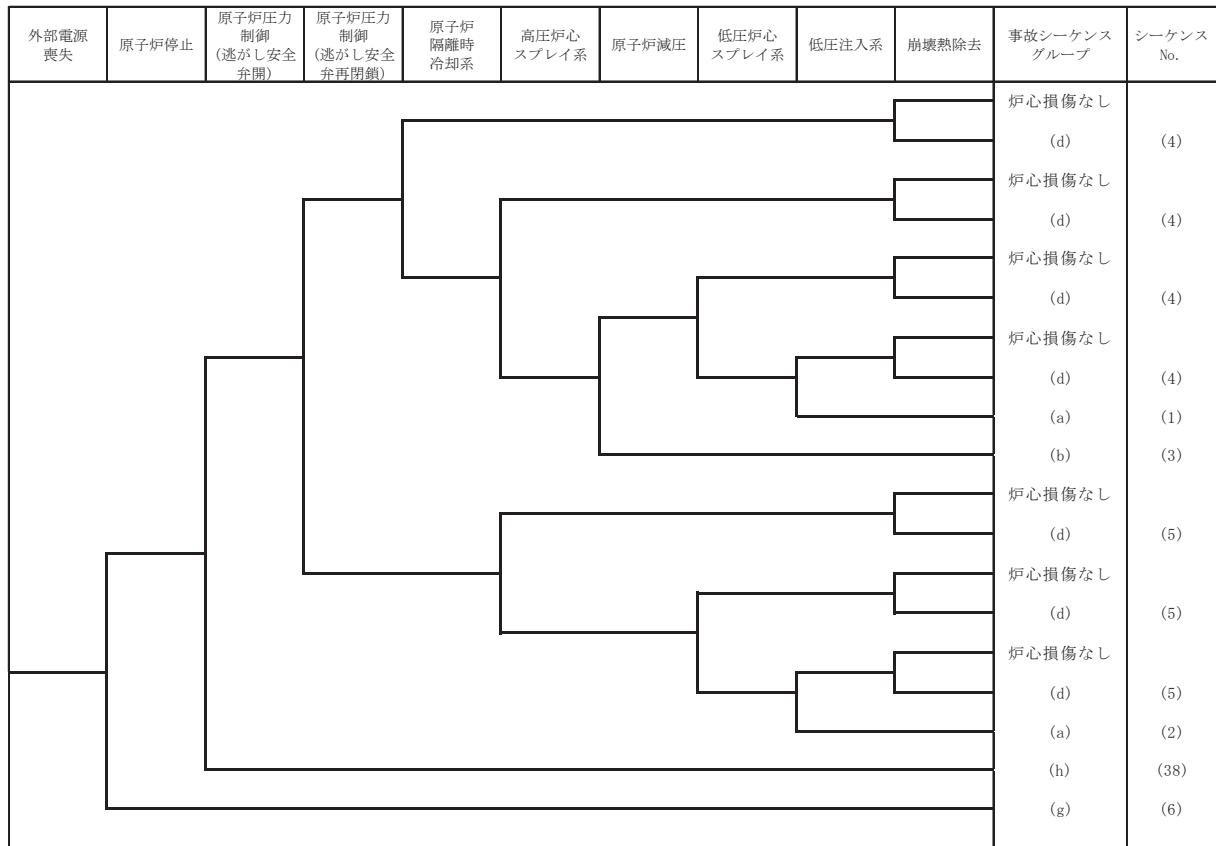 外部電源
喪失
原子炉停止
原子炉圧力
制御
(逃がし安全
弁開)
原子炉圧力
制御
(逃がし安全
弁再閉鎖)
原子炉
隔離時
冷却系
高圧炉心
スプレイ系
原子炉減圧
低圧炉心
スプレイ系
低圧注入系
崩壊熱除去
事故シーケンス
グループ
シーケンス
No.
炉心損傷なし
(d) (4)
炉心損傷なし
(d) (4)
炉心損傷なし
(d) (4)
炉心損傷なし
(d) (4)
(a) (1)
(b) (3)
炉心損傷なし
(d) (5)
炉心損傷なし
(d) (5)
炉心損傷なし
(d) (5)
(a) (2)
(h) (38)
(g) (6)